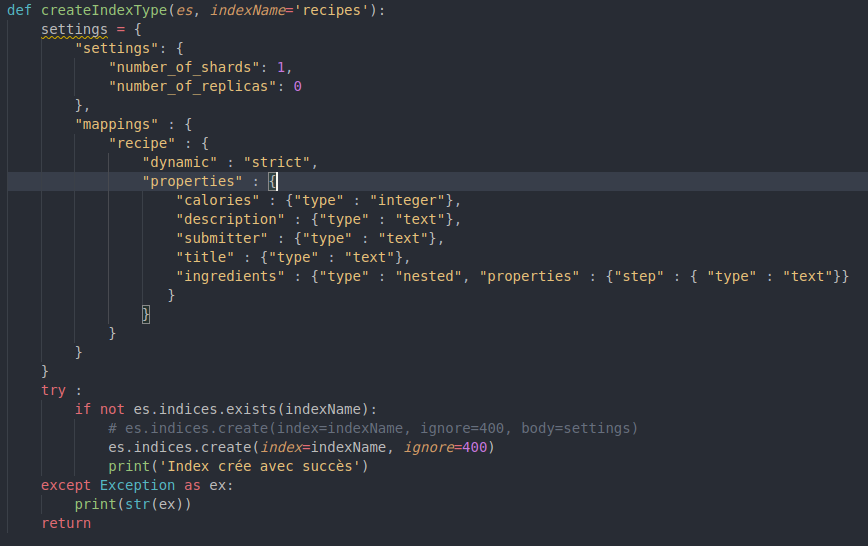 def createIndexType(es, indexName='recipes'):
    settings = {
        "settings": {
            "number_of_shards": 1,
            "number_of_replicas": 0
        },
        "mappings" : {
            "recipe" : {
                "dynamic" : "strict",
                "properties" : {
                    "calories" : {"type" : "integer"},
                    "description" : {"type" : "text"},
                    "submitter" : {"type" : "text"},
                    "title" : {"type" : "text"},
                    "ingredients" : {"type" : "nested", "properties" : {"step" : { "type" : "text"}}
                   }
                }
            }
        }
    }
    try :
        if not es.indices.exists(indexName):
            # es.indices.create(index=indexName, ignore=400, body=settings)
            es.indices.create(index=indexName, ignore=400)
            print('Index crée avec succès')
    except Exception as ex:
        print(str(ex))
    return